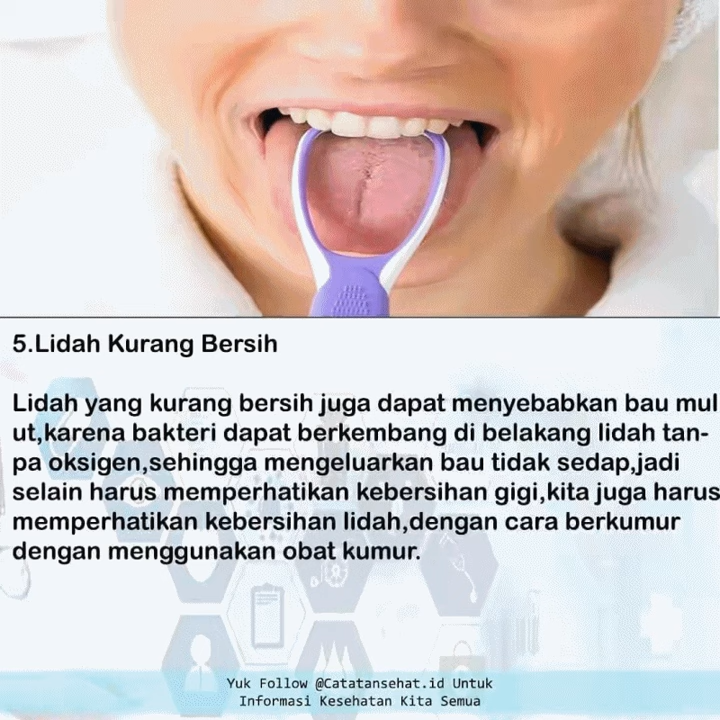 5.Lidah Kurang Bersih
Lidah yang kurang bersih juga dapat menyebabkan bau mul
ut,karena bakteri dapat berkembang di belakang lidah tan-
pa oksigen,sehingga mengeluarkan bau tidak sedap,jadi
selain harus memperhatikan kebersihan gigi,kita juga harus
memperhatikan kebersihan lidah,dengan cara berkumur
dengan menggunakan obat kumur.
Yuk Follow @Catatansehat.id Untuk
Informasi Kesehatan Kita Semua